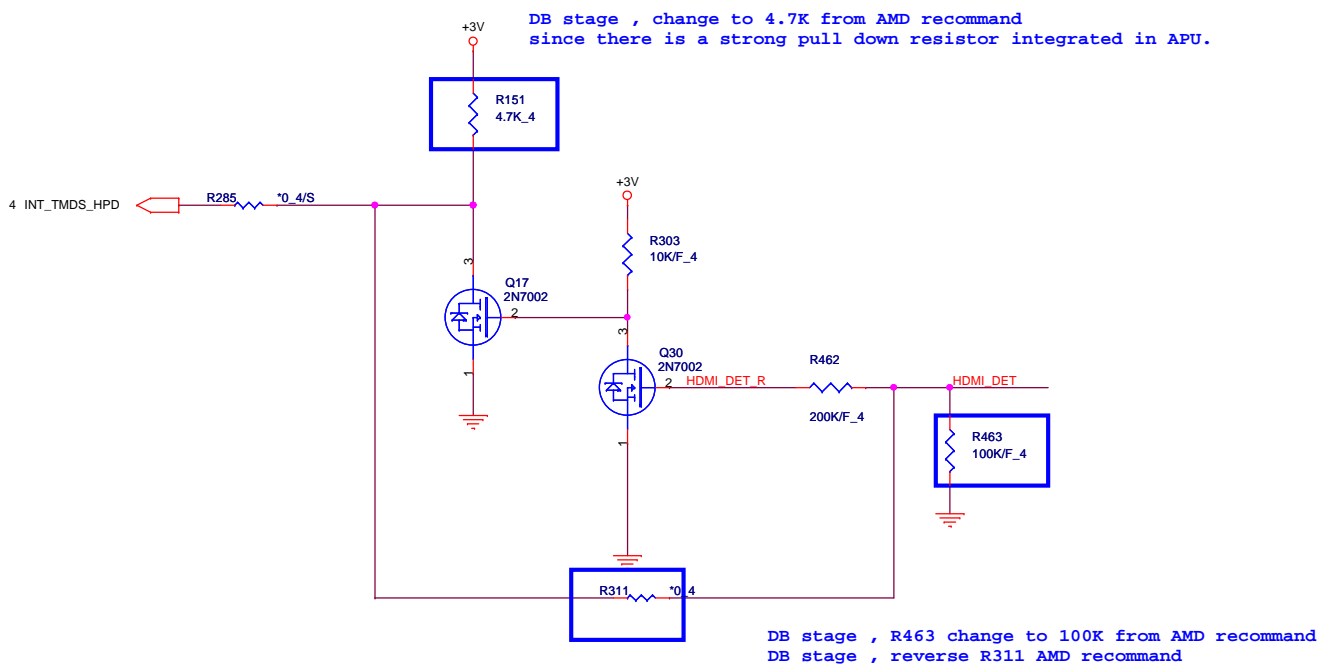 DB stage , change to 4.7K from AMD recommand
since there is a strong pull down resistor integrated in APU.
+3V
R151
4.7K_4
+3V
4 INT_TMDS_HPD
R285
*0_4/S
R303
10K/F_4
3
Q17
2N7002
2
1
3
Q30
2N7002
2
HDMI_DET_R
R462
200K/F_4
HDMI_DET
1
R463
100K/F_4
R311
*0_4
DB stage , R463 change to 100K from AMD recommand
DB stage , reverse R311 AMD recommand